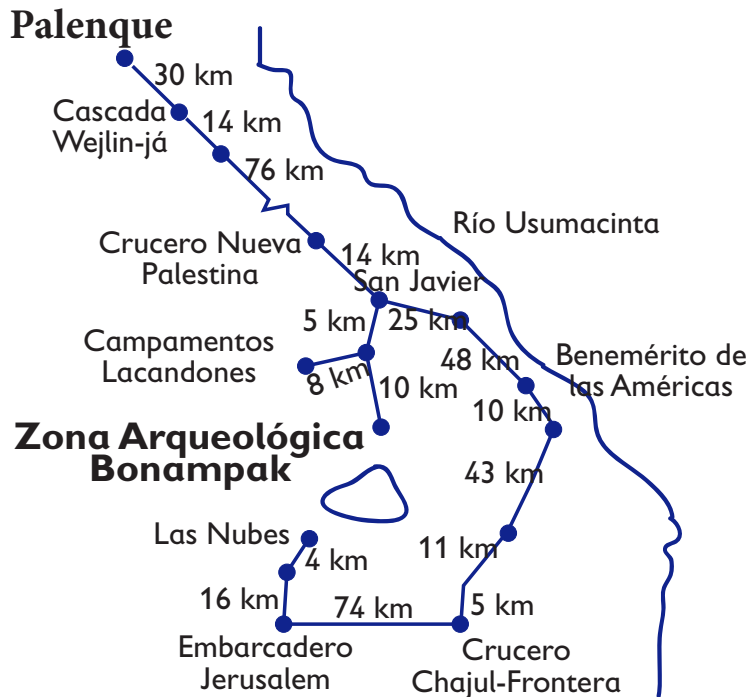 Palenque
30 km
Cascada
Wejlin-já
14 km
76 km
Río Usumacinta
Crucero Nueva
Palestina
14 km
San Javier
5 km
25 km
Campamentos
Lacandones
8 km
48 km
Benemérito de
las Américas
10 km
10 km
Zona Arqueológica
Bonampak
43 km
Las Nubes
4 km
11 km
16 km
74 km
5 km
Embarcadero
Jerusalem
Crucero
Chajul-Frontera